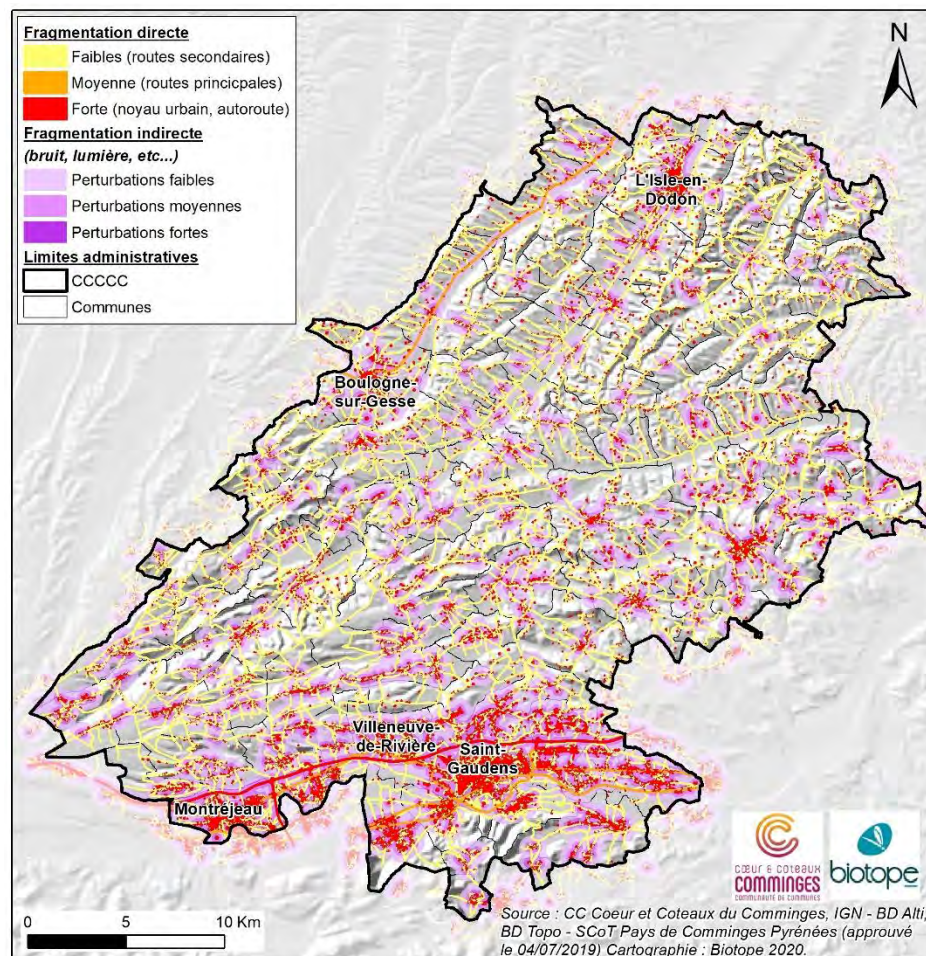 Fragmentation directe
Faibles (routes secondaires)
Moyenne (routes princicpales)
Forte (noyau urbain, autoroute)
Fragmentation indirecte
(bruit, lumière, etc...)
Perturbations faibles
Perturbations moyennes
Perturbations fortes
Limites administratives
CCCCC
Communes
N
L'Isle-en-
Dodon
Boulogne-
sur-Gesse
Villeneuve-
de-Rivière
Saint-
Gaudens
Montréjeau
cœur & coteaux
COMMINGES
COMMUNAUTÉ DE COMMUNES
biotope
0 5 10 Km
Source : CC Coeur et Coteaux du Comminges, IGN - BD Alti,
BD Topo - SCoT Pays de Comminges Pyrénées (approuvé
le 04/07/2019) Cartographie : Biotope 2020.